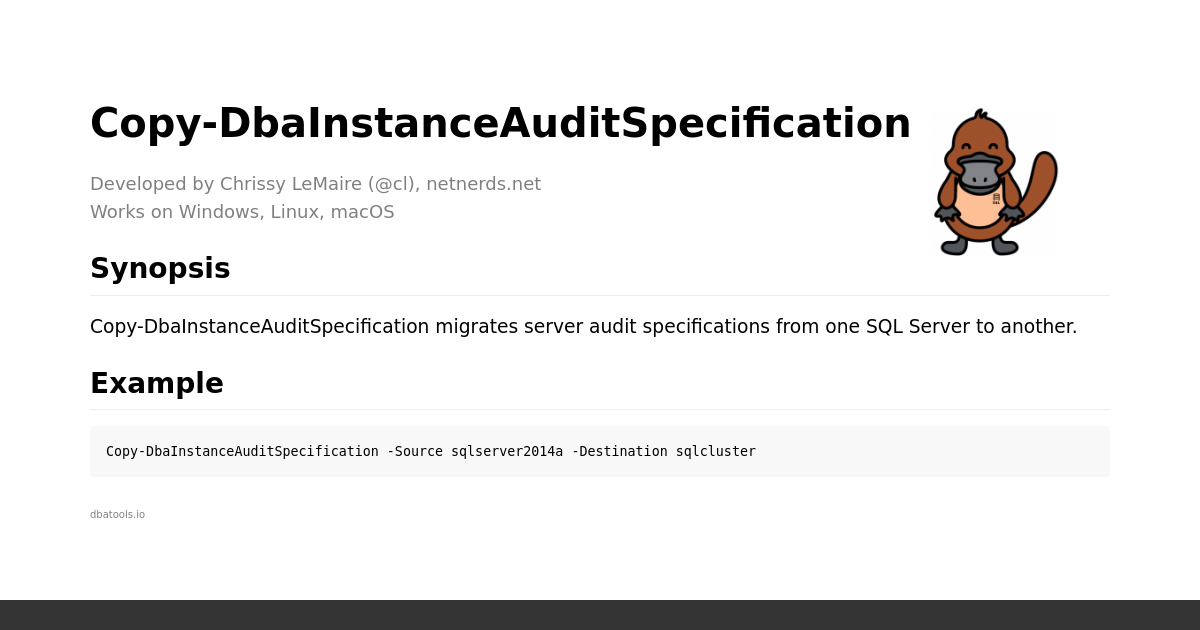 Copy-DbaInstanceAuditSpecification
Developed by Chrissy LeMaire (@cl), netnerds.net
Works on Windows, Linux, macOS
Synopsis
Copy-DbaInstanceAuditSpecification migrates server audit specifications from one SQL Server to another.
Example
Copy-DbaInstanceAuditSpecification -Source sqlserver2014a -Destination sqlcluster
dbatools.io